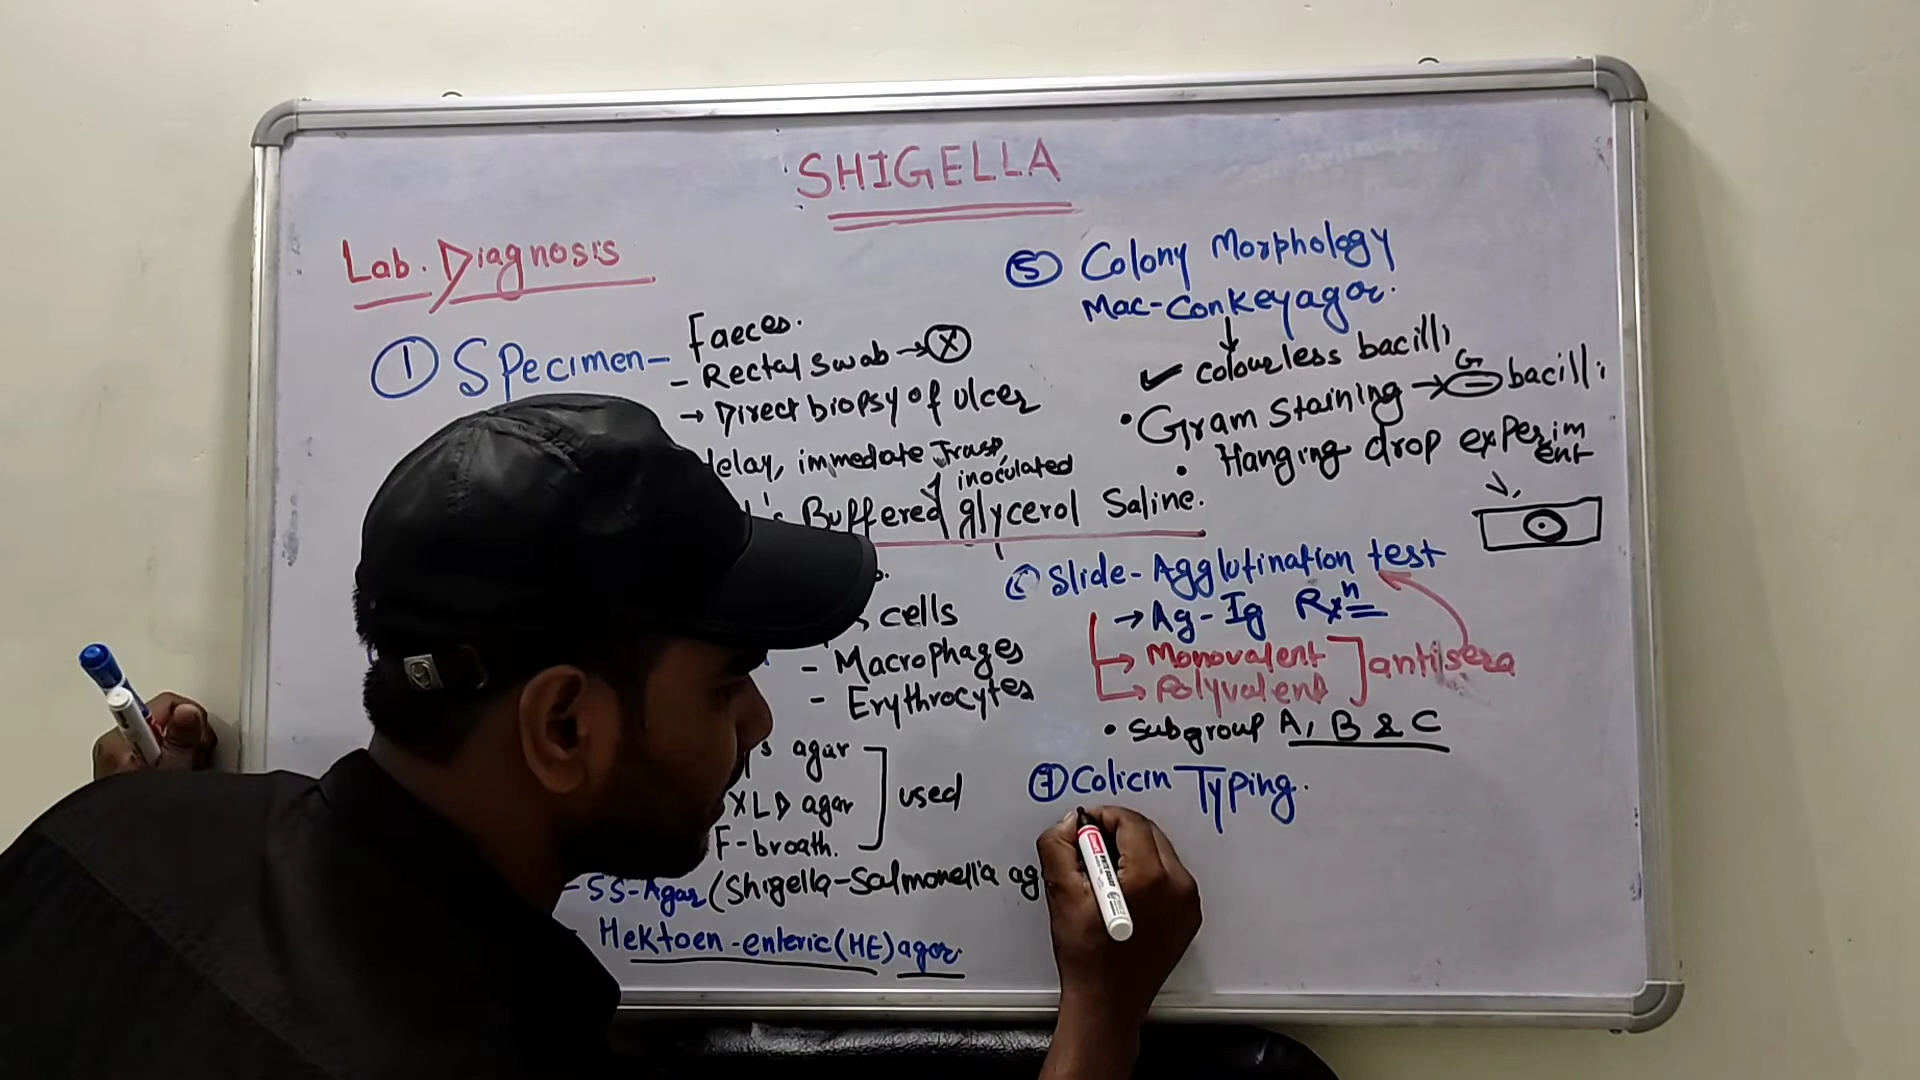 SHIGELLA
Lab. Diagnosis
① Specimen - Faeces.
- Rectal Swab → X
→ Direct biopsy of ulcer
delay, immediate Trasp,
inoculated
Buffered glycerol Saline.
cells
- Macrophages
- Erythrocytes
agar
XLD agar
used
F-broath.
- SS-Agar (Shigella-Salmonella ag
- Hektoen-enteric (HE) agar.
⑤ Colony Morphology
Mac-Conkey agar.
✓ colourless bacilli
• Gram Staining → G - bacilli
• Hanging drop experim
ent
Slide-Agglutination test
→ Ag-Ig Rxn
→ Monovalent
→ Polyvalent
antisera
• Subgroup A, B & C
⑦ Colicin Typing.